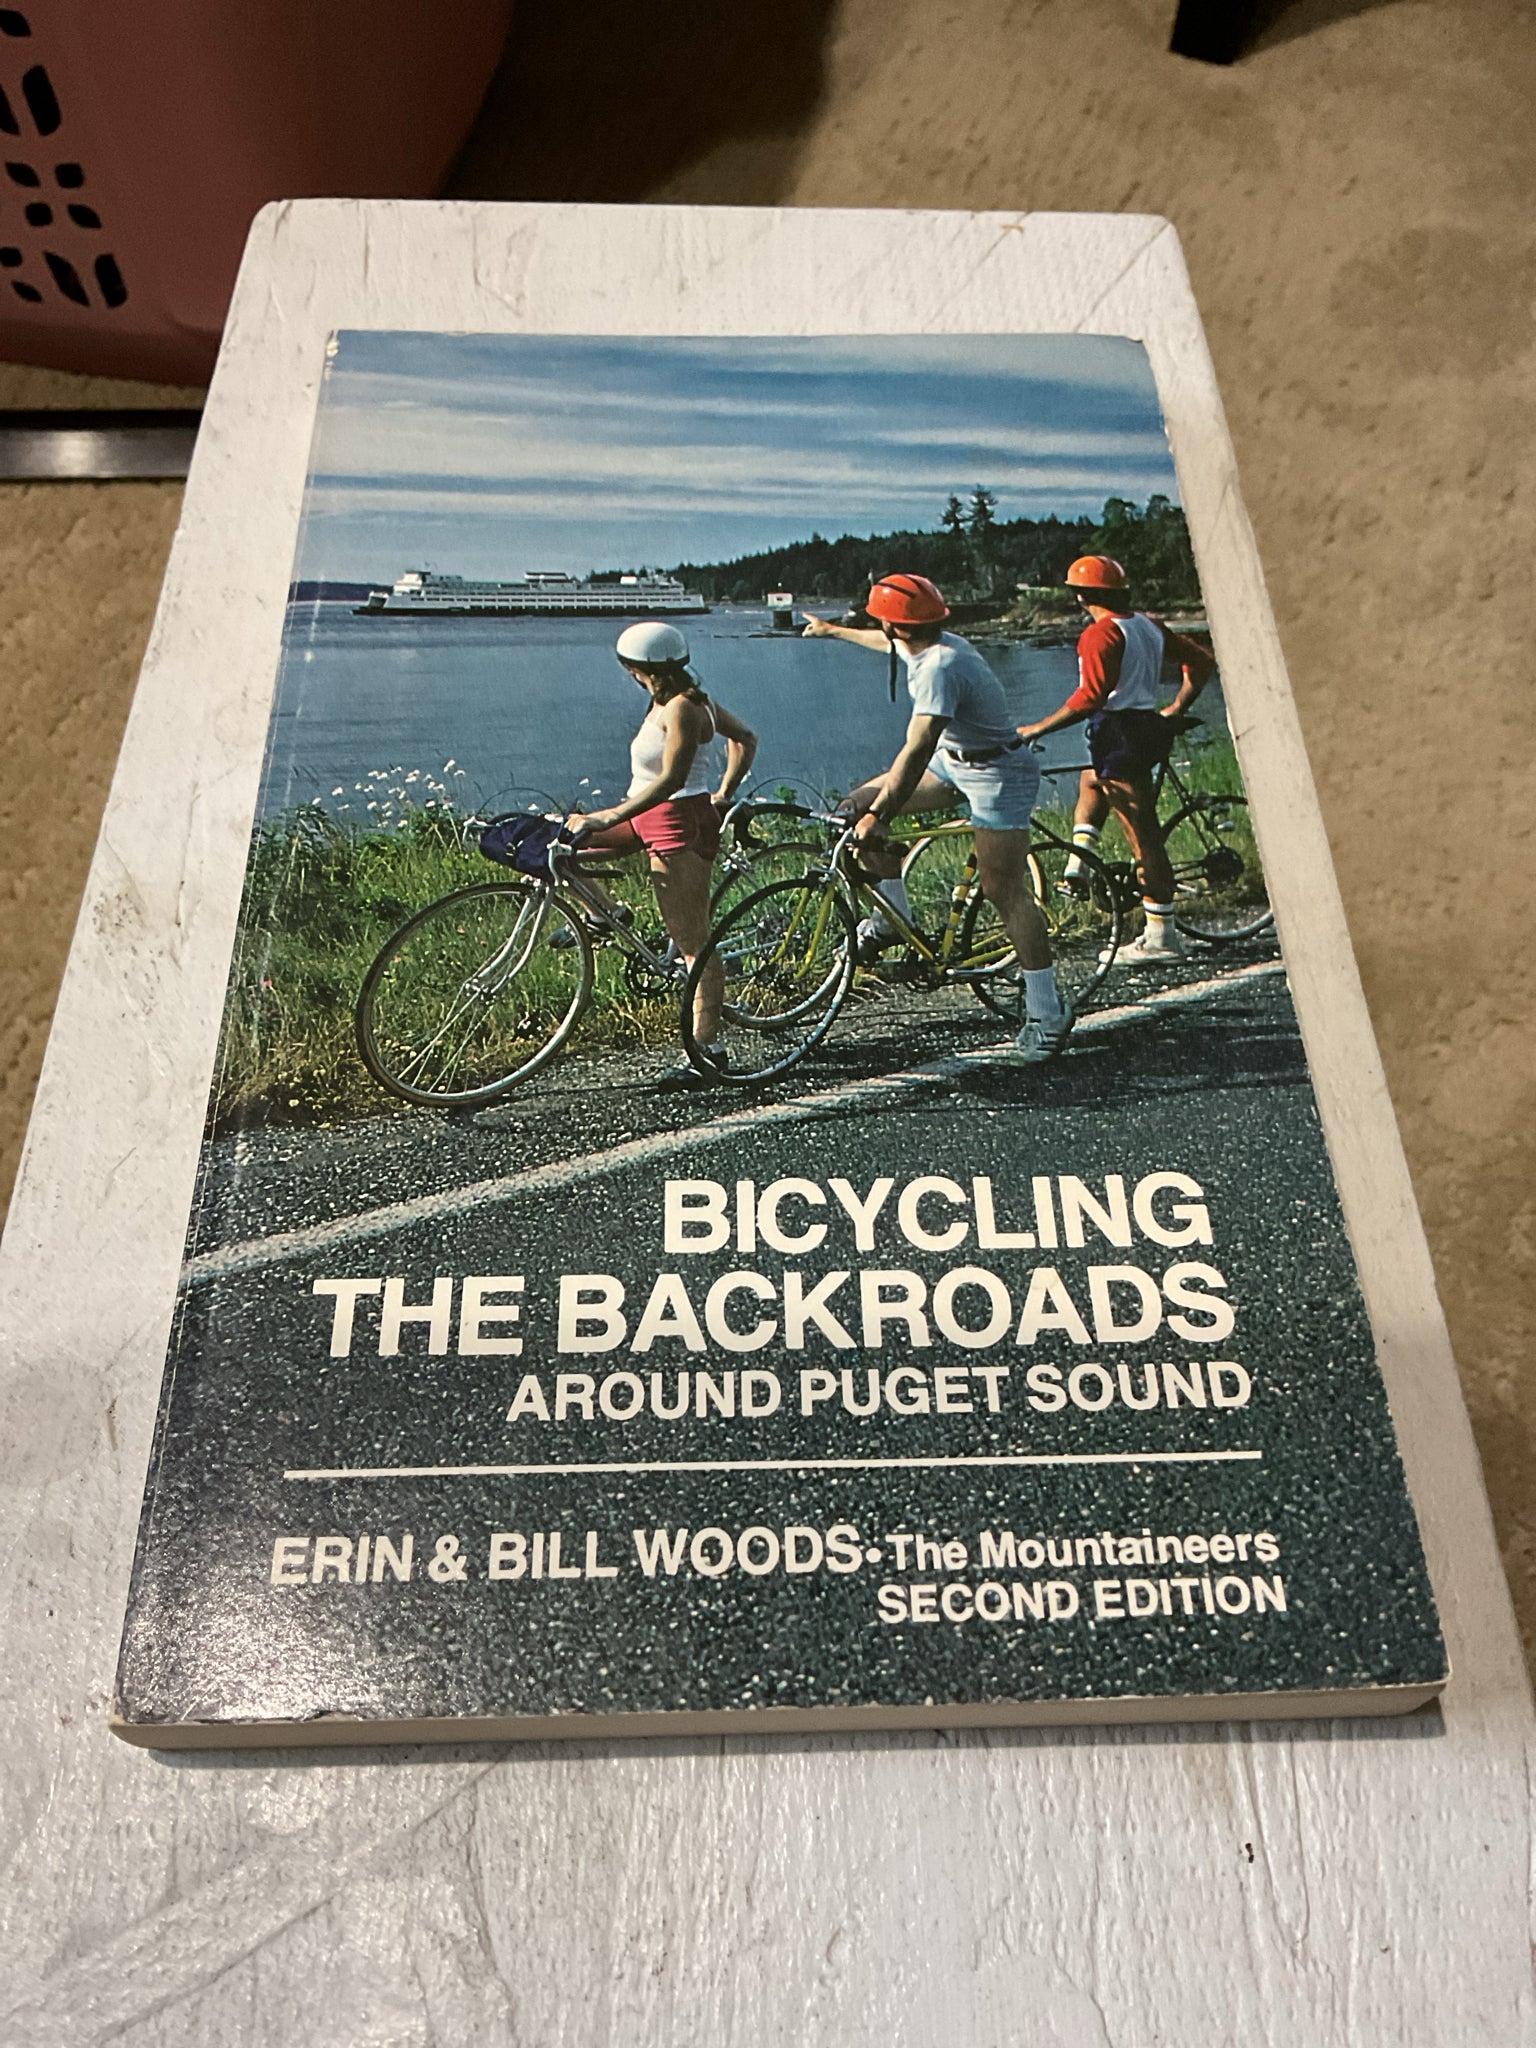 BICYCLING
THE BACKROADS
AROUND PUGET SOUND
ERIN & BILL WOODS • The Mountaineers
SECOND EDITION